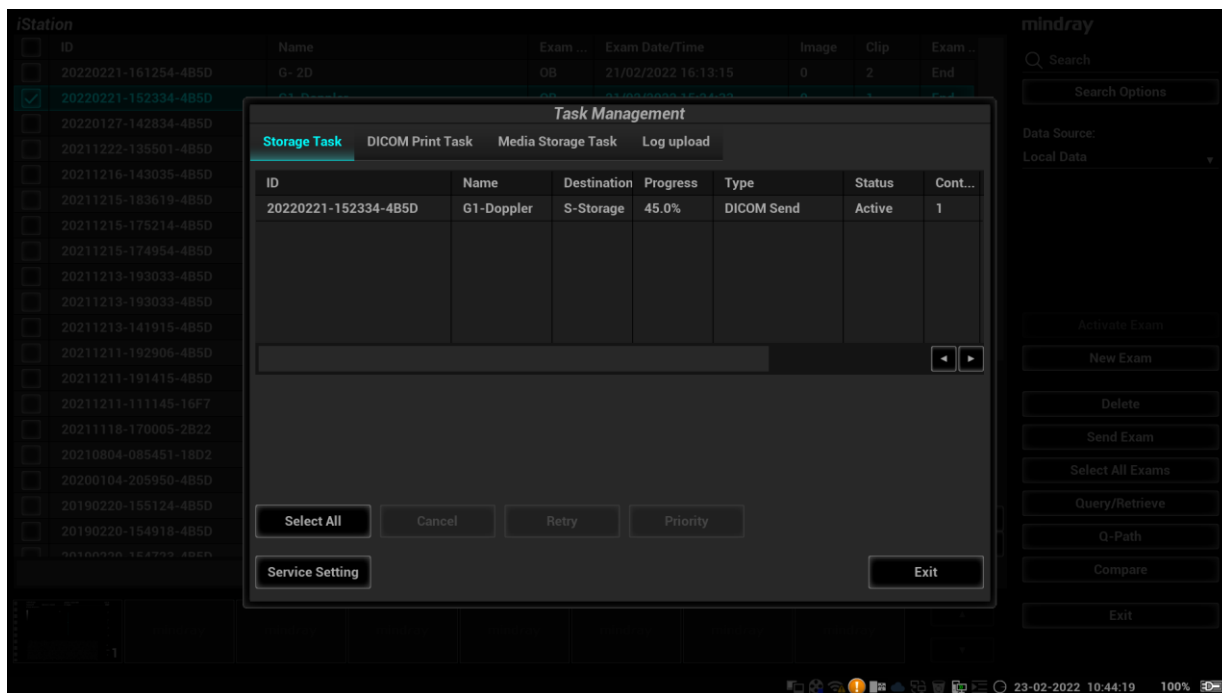 iStation
mindray
ID Name Exam ... Exam Date/Time Image Clip Exam ..
Search
20220221-161254-4B5D G- 2D OB 21/02/2022 16:13:15 0 2 End
20220221-152334-4B5D G1-Doppler
Search Options
Task Management
20220127-142834-4B5D
Data Source:
Storage Task DICOM Print Task Media Storage Task Log upload
20211222-135501-4B5D
Local Data
20211216-143035-4B5D
ID Name Destination Progress Type Status Cont...
20211215-183619-4B5D
20220221-152334-4B5D G1-Doppler S-Storage 45.0% DICOM Send Active 1
20211215-175214-4B5D
20211215-174954-4B5D
20211213-193033-4B5D
20211213-193033-4B5D
20211213-141915-4B5D
Activate Exam
20211211-192906-4B5D
New Exam
20211211-191415-4B5D
20211211-111145-16F7
Delete
20211118-170005-2B22
Send Exam
20210804-085451-18D2
Select All Exams
20200104-205950-4B5D
20190220-155124-4B5D
Query/Retrieve
Select All Cancel Retry Priority
20190220-154918-4B5D
Q-Path
20190220-154723-4B5D
Service Setting Exit
Compare
Exit
1
23-02-2022 10:44:19 100%